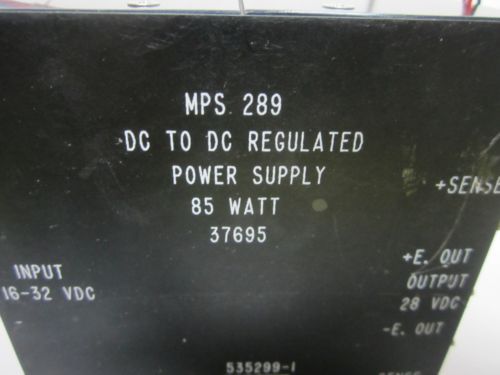 MPS 289
DC TO DC REGULATED
POWER SUPPLY
85 WATT
37695
+SENSE
INPUT
16-32 VDC
+E. OUT
OUTPUT
28 VDC
-E. OUT
535299-1